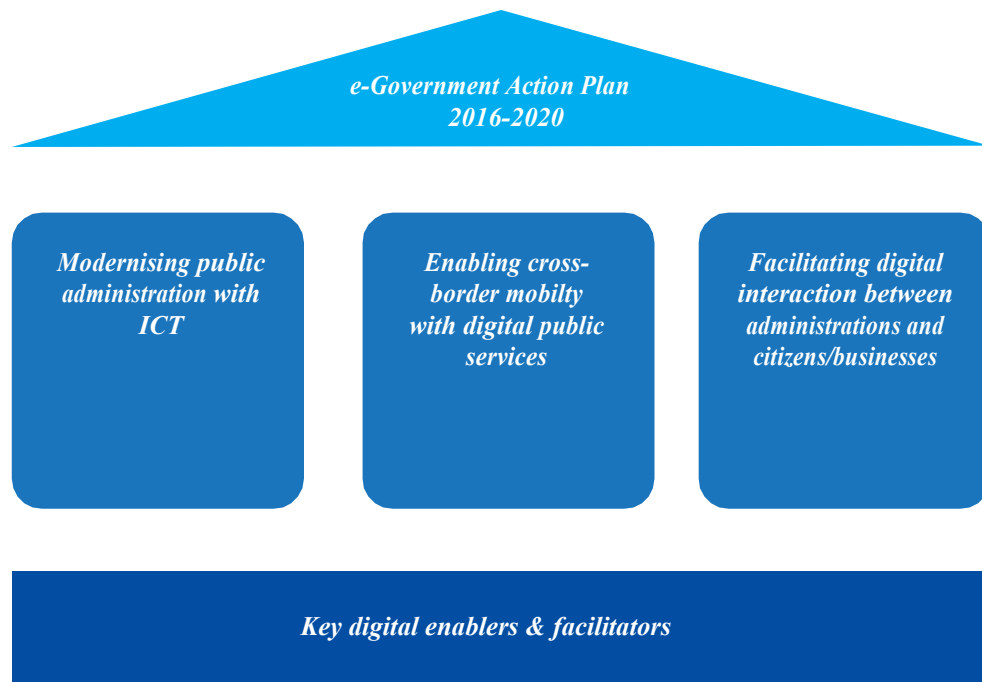 e-Government Action Plan
2016-2020
Modernising public
administration with
ICT
Enabling cross-
border mobilty
with digital public
services
Facilitating digital
interaction between
administrations and
citizens/businesses
Key digital enablers & facilitators